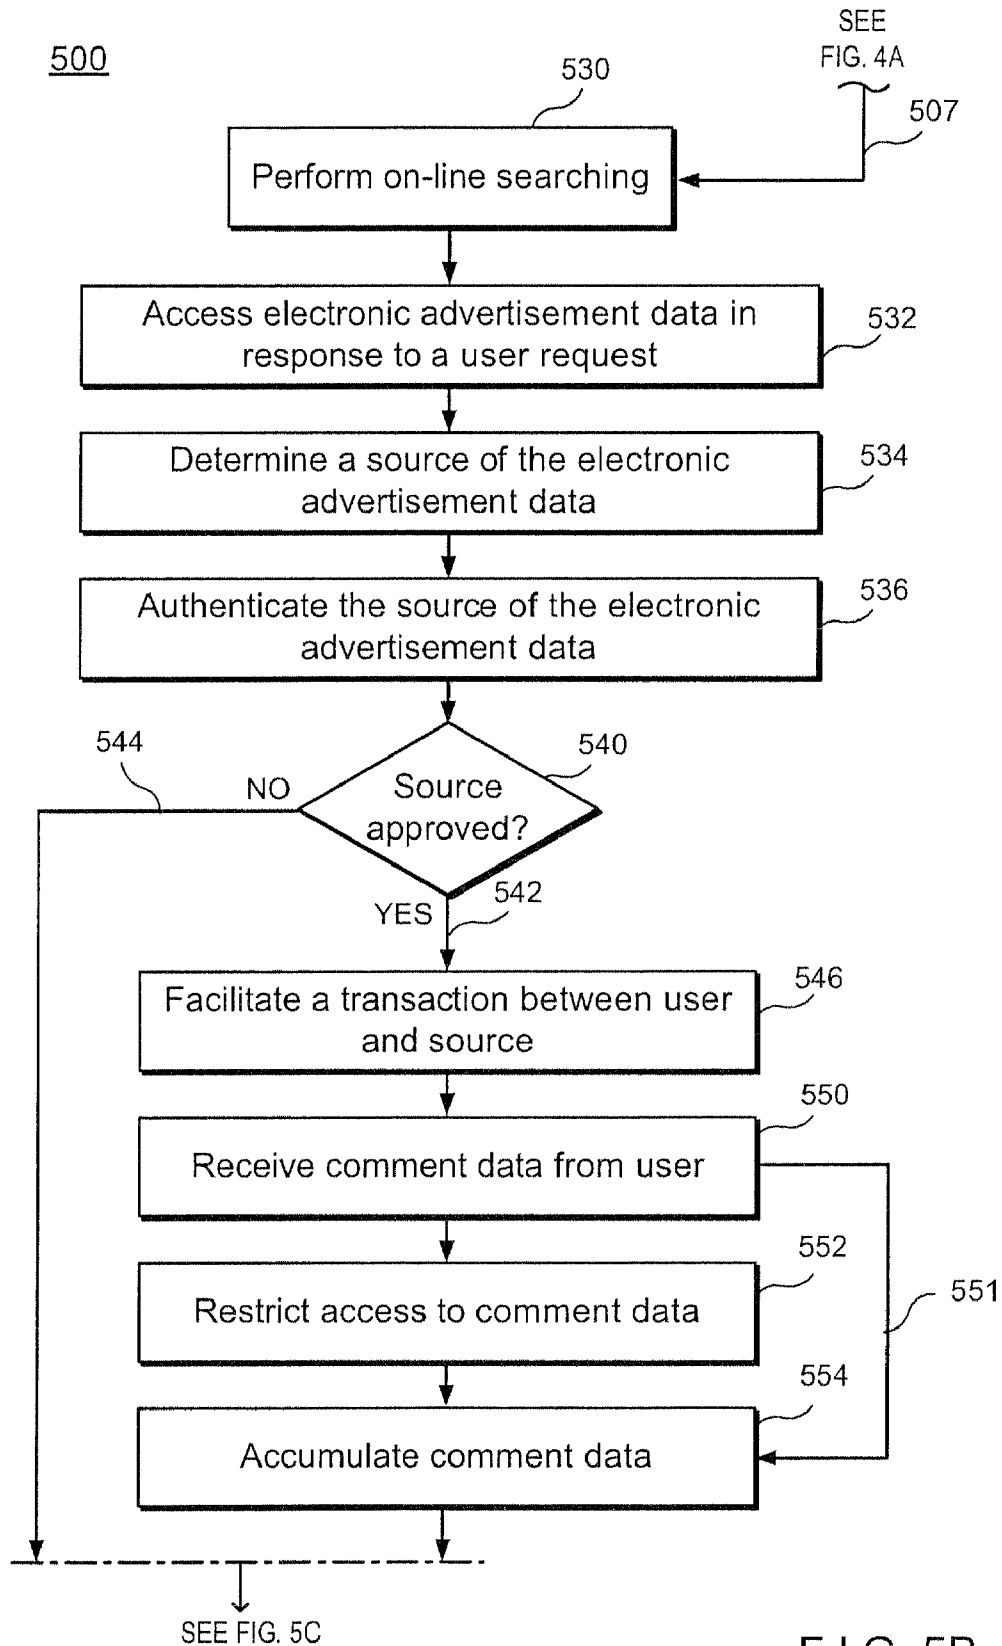 500
SEE
FIG. 4A
530
507
Perform on-line searching
Access electronic advertisement data in
response to a user request
532
Determine a source of the electronic
advertisement data
534
Authenticate the source of the electronic
advertisement data
536
544
540
NO
Source
approved?
YES
542
Facilitate a transaction between user
and source
546
550
Receive comment data from user
552
Restrict access to comment data
551
554
Accumulate comment data
SEE FIG. 5C
FIG. 5B